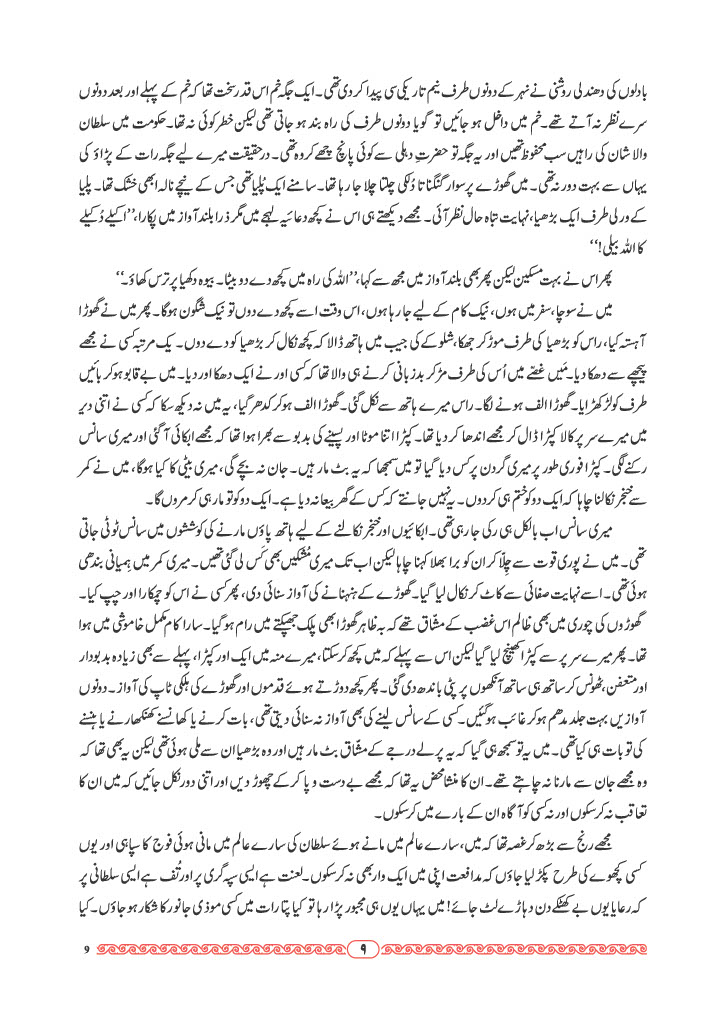 بادلوں کی دھندلی روشنی نے نہر کے دونوں طرف نیم تاریکی سی پیدا کر دی تھی۔ ایک جگہ خم اس قدر سخت تھا کہ خم کے پہلے اور بعد دونوں
سرے نظر نہ آتے تھے۔ خم میں داخل ہو جائیں تو گویا دونوں طرف کی راہ بند ہو جاتی تھی لیکن خطر کوئی نہ تھا۔ حکومت میں سلطان
والا شان کی راہیں سب محفوظ تھیں اور یہ جگہ تو حضرتِ دہلی سے کوئی پانچ چھے کروہ تھی۔ در حقیقت میرے لیے جگہ رات کے پڑاؤ کی
یہاں سے بہت دور نہ تھی۔ میں گھوڑے پر سوار گنگناتا دُلکی چلتا چلا جا رہا تھا۔ سامنے ایک پُلیا تھی جس کے نیچے نالہ ابھی خشک تھا۔ پلیا
کے ورلی طرف ایک بڑھیا، نہایت تباہ حال نظر آئی۔ مجھے دیکھتے ہی اس نے کچھ دعائیہ لہجے میں مگر ذرا بلند آواز میں پکارا، ’’اکیلے دُکیلے
کا اللہ بیلی!‘‘
پھر اس نے بہت مسکین لیکن پھر بھی بلند آواز میں مجھ سے کہا، ’’اللہ کی راہ میں کچھ دے دو بیٹا۔ بیوہ دکھیا پر ترس کھاؤ۔‘‘
میں نے سوچا، سفر میں ہوں، نیک کام کے لیے جا رہا ہوں، اس وقت اسے کچھ دے دوں تو نیک شگون ہوگا۔ پھر میں نے گھوڑا
آہستہ کیا، راس کو بڑھیا کی طرف موڑ کر جھکا، شلوکے کی جیب میں ہاتھ ڈالا کہ کچھ نکال کر بڑھیا کو دے دوں۔ یک مرتبہ کسی نے مجھے
پیچھے سے دھکا دیا۔ مَیں غصّے میں اُس کی طرف مڑ کر بدزبانی کرنے ہی والا تھا کہ کسی اور نے ایک دھکا اور دیا۔ میں بے قابو ہو کر بائیں
طرف کو لڑکھڑایا۔ گھوڑا الف ہونے لگا۔ راس میرے ہاتھ سے نکل گئی۔ گھوڑا الف ہو کر کدھر گیا، یہ میں نہ دیکھ سکا کہ کسی نے اتنی دیر
میں میرے سر پر کالا کپڑا ڈال کر مجھے اندھا کر دیا تھا۔ کپڑا اتنا موٹا اور پسینے کی بدبو سے بھرا ہوا تھا کہ مجھے ابکائی آ گئی اور میری سانس
رکنے لگی۔ کپڑا فوری طور پر میری گردن پر کس دیا گیا تو میں سمجھا کہ یہ بٹ مار ہیں۔ جان نہ بچے گی، میری بیٹی کا کیا ہوگا، میں نے کمر
سے خنجر نکالنا چاہا کہ ایک دو کو ختم ہی کردوں۔ یہ نہیں جانتے کہ کس کے گھر بیعانہ دیا ہے۔ ایک دو کو تو مار ہی کر مروں گا۔
میری سانس اب بالکل ہی رکی جا رہی تھی۔ ابکائیوں اور خنجر نکالنے کے لیے ہاتھ پاؤں مارنے کی کوششوں میں سانس ٹوٹی جاتی
تھی۔ میں نے پوری قوت سے چِلّا کر ان کو برا بھلا کہنا چاہا لیکن اب تک میری مُشکیں بھی کَس لی گئی تھیں۔ میری کمر میں ہِمیانی بندھی
ہوئی تھی۔ اسے نہایت صفائی سے کاٹ کر نکال لیا گیا۔ گھوڑے کے ہنہنانے کی آواز سنائی دی، پھر کسی نے اس کو چمکارا اور چپ کیا۔
گھوڑوں کی چوری میں بھی ظالم اس غضب کے مشّاق تھے کہ بہ ظاہر گھوڑا بھی پلک جھپکتے میں رام ہو گیا۔ سارا کام مکمل خاموشی میں ہوا
تھا۔ پھر میرے سر پر سے کپڑا کھینچ لیا گیا لیکن اس سے پہلے کہ میں کچھ کر سکتا، میرے منہ میں ایک اور کپڑا، پہلے سے بھی زیادہ بدبودار
اور متعفن، ٹھونس کر ساتھ ہی ساتھ آنکھوں پر پٹی باندھ دی گئی۔ پھر کچھ دوڑتے ہوئے قدموں اور گھوڑے کی ہلکی ٹاپ کی آواز۔ دونوں
آوازیں بہت جلد مدھم ہو کر غائب ہو گئیں۔ کسی کے سانس لینے کی بھی آواز نہ سنائی دیتی تھی، بات کرنے یا کھانسنے کھنکھارنے یا ہنسنے
کی تو بات ہی کیا تھی۔ میں یہ تو سمجھ ہی گیا کہ یہ پرلے درجے کے مشّاق بٹ مار ہیں اور وہ بڑھیا ان سے ملی ہوئی تھی لیکن یہ بھی تھا کہ
وہ مجھے جان سے مارنا نہ چاہتے تھے۔ ان کا منشا محض یہ تھا کہ مجھے بے دست و پا کر کے چھوڑ دیں اور اتنی دور نکل جائیں کہ میں ان کا
تعاقب نہ کر سکوں اور نہ کسی کو آگاہ ان کے بارے میں کر سکوں۔
مجھے رنج سے بڑھ کر غصہ تھا کہ میں، سارے عالم میں مانے ہوئے سلطان کی سارے عالم میں مانی ہوئی فوج کا سپاہی اور یوں
کسی کچھوے کی طرح پکڑ لیا جاؤں کہ مدافعت اپنی میں ایک وار بھی نہ کر سکوں۔ لعنت ہے ایسی سپہ گری پر اور تُف ہے ایسی سلطانی پر
کہ رعایا یوں بے کھٹکے دن دہاڑے لٹ جائے! میں یہاں یوں ہی مجبور پڑا رہا تو کیا پتا رات میں کسی موذی جانور کا شکار ہو جاؤں۔ کیا
۹
9